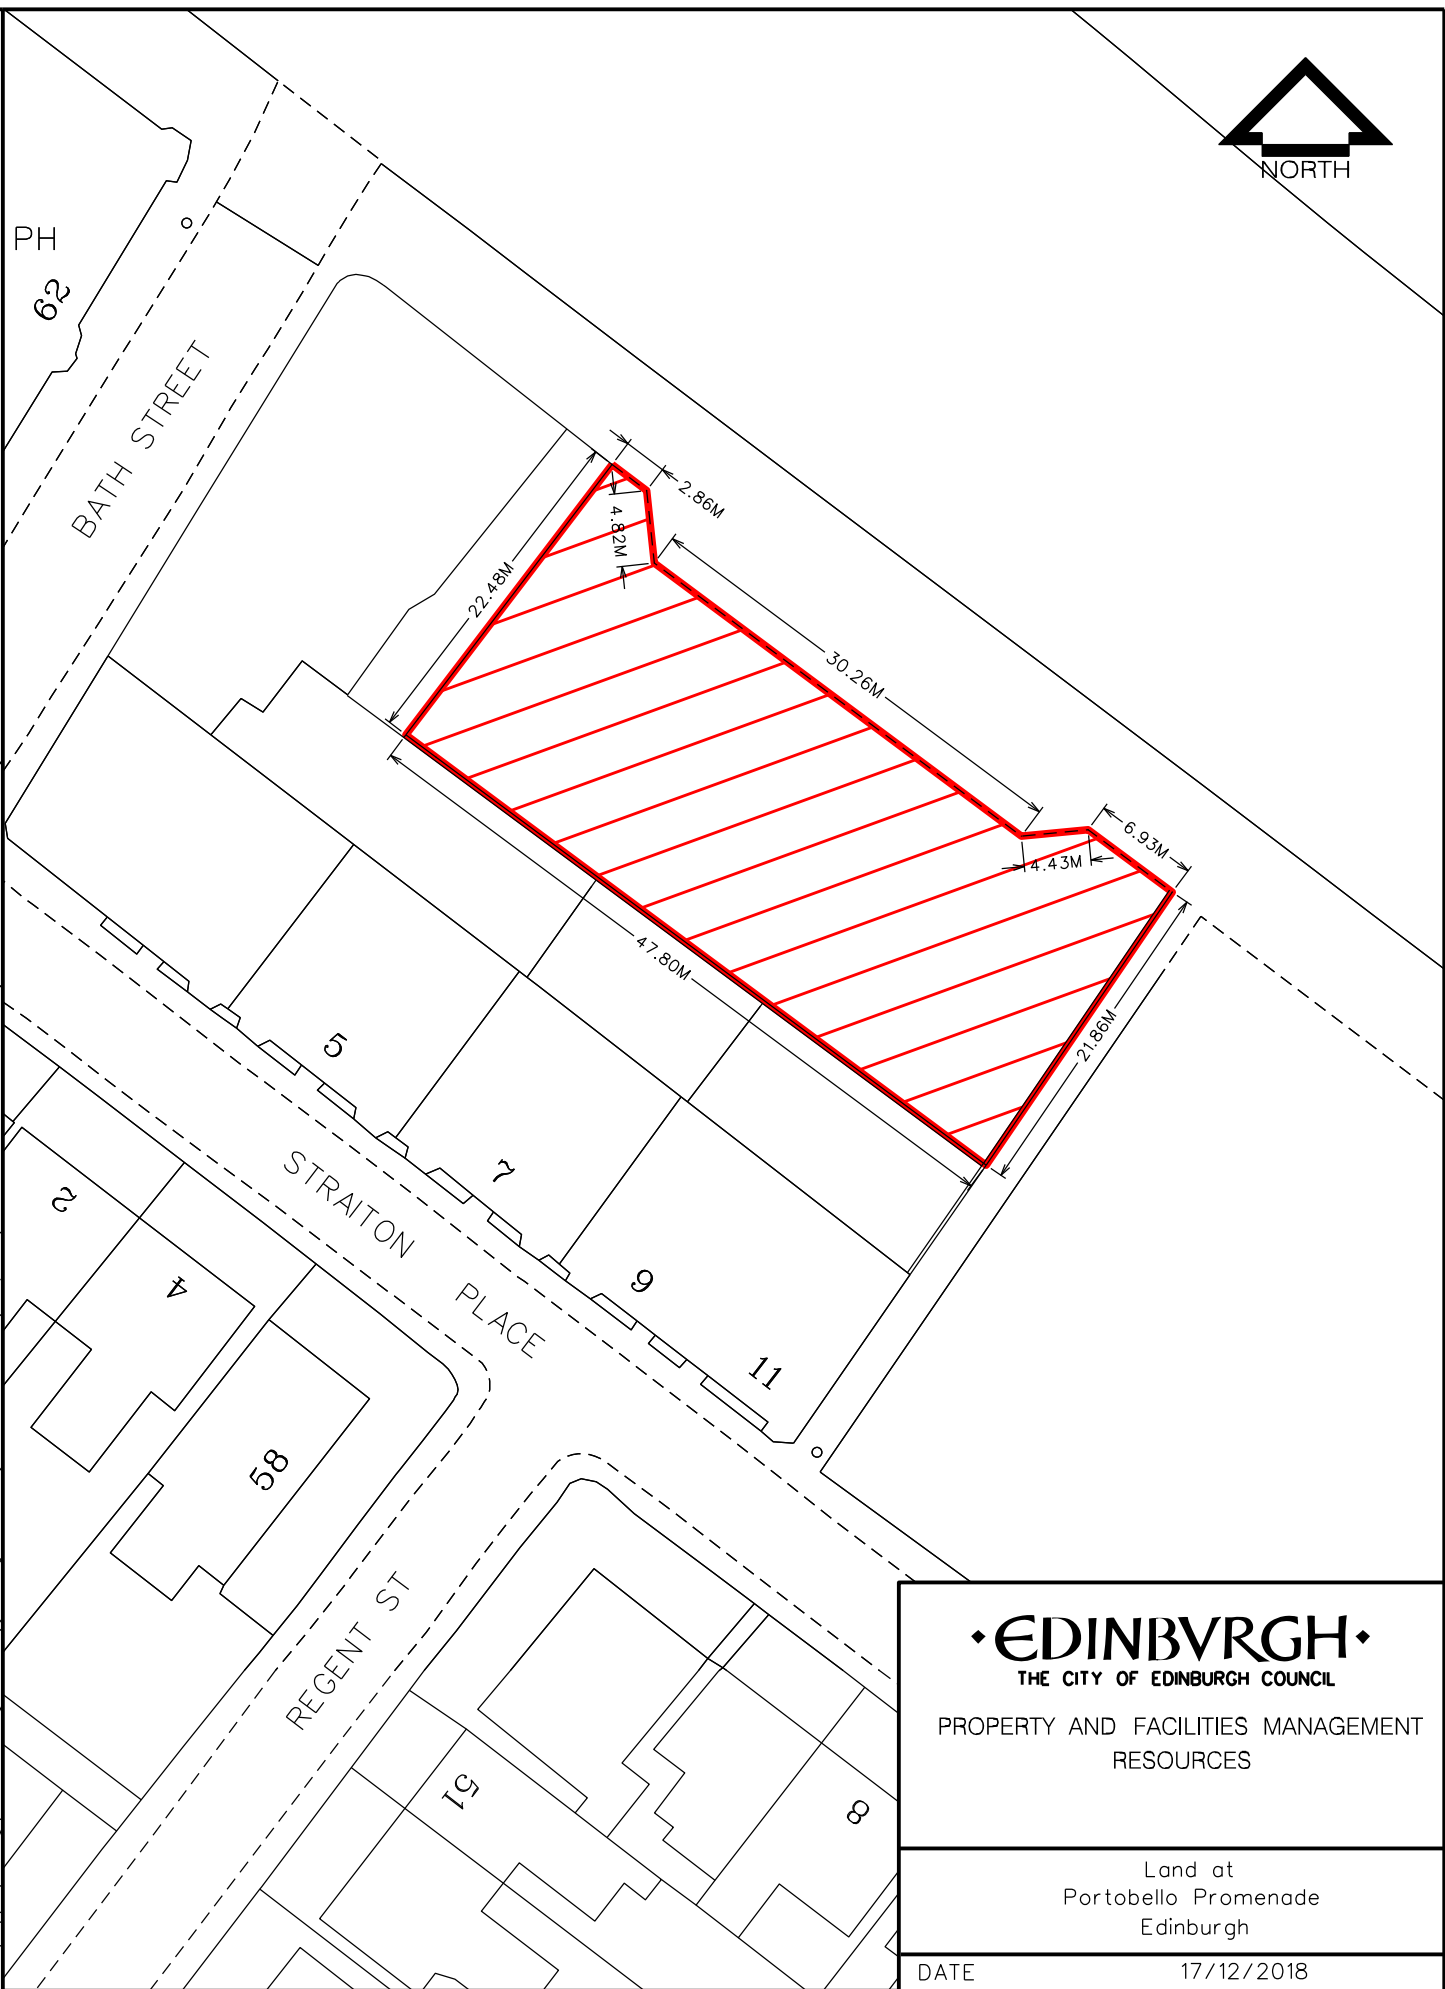 NORTH
PH
62
BATH STREET
2.86M
4.82M
22.48M
30.26M
6.93M
4.43M
47.80M
21.86M
5
7
9
11
STRAITON PLACE
2
4
58
REGENT ST
51
8
·EDINBVRGH·
THE CITY OF EDINBURGH COUNCIL
PROPERTY AND FACILITIES MANAGEMENT
RESOURCES
Land at
Portobello Promenade
Edinburgh
DATE 17/12/2018